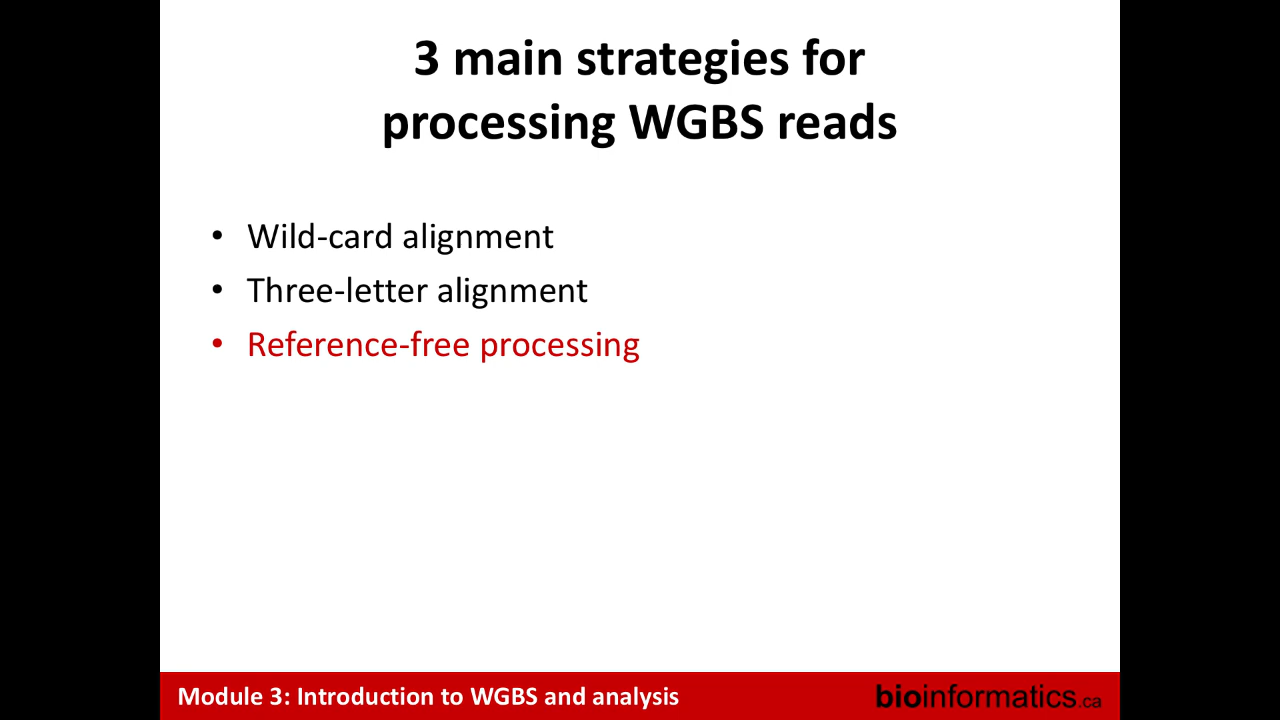 3 main strategies for
processing WGBS reads
• Wild-card alignment
• Three-letter alignment
• Reference-free processing
Module 3: Introduction to WGBS and analysis
bioinformatics.ca